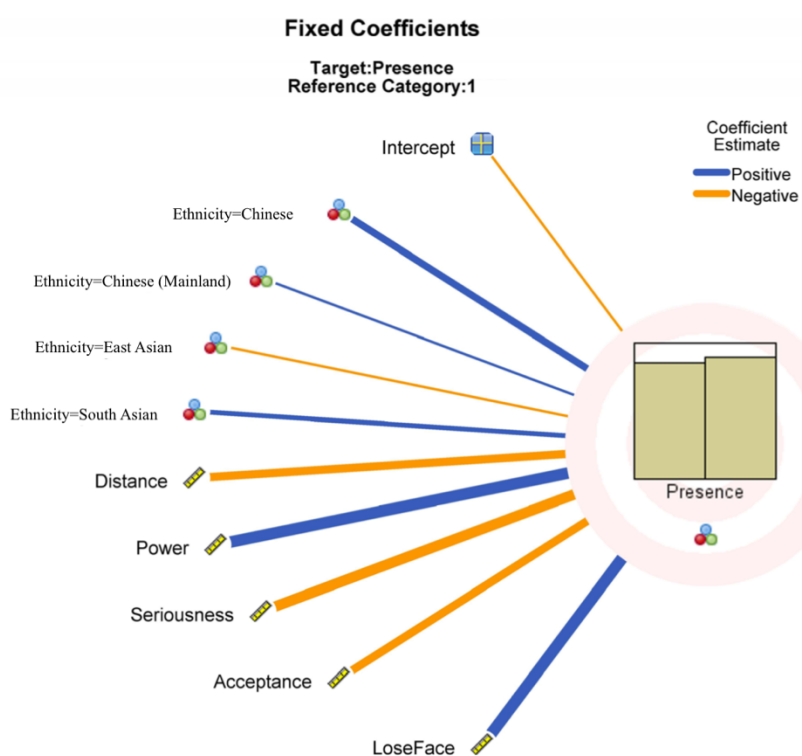 Fixed Coefficients
Target:Presence
Reference Category:1
Coefficient
Estimate
Positive
Negative
Intercept
Ethnicity=Chinese
Ethnicity=Chinese (Mainland)
Ethnicity=East Asian
Ethnicity=South Asian
Distance
Power
Seriousness
Acceptance
LoseFace
Presence